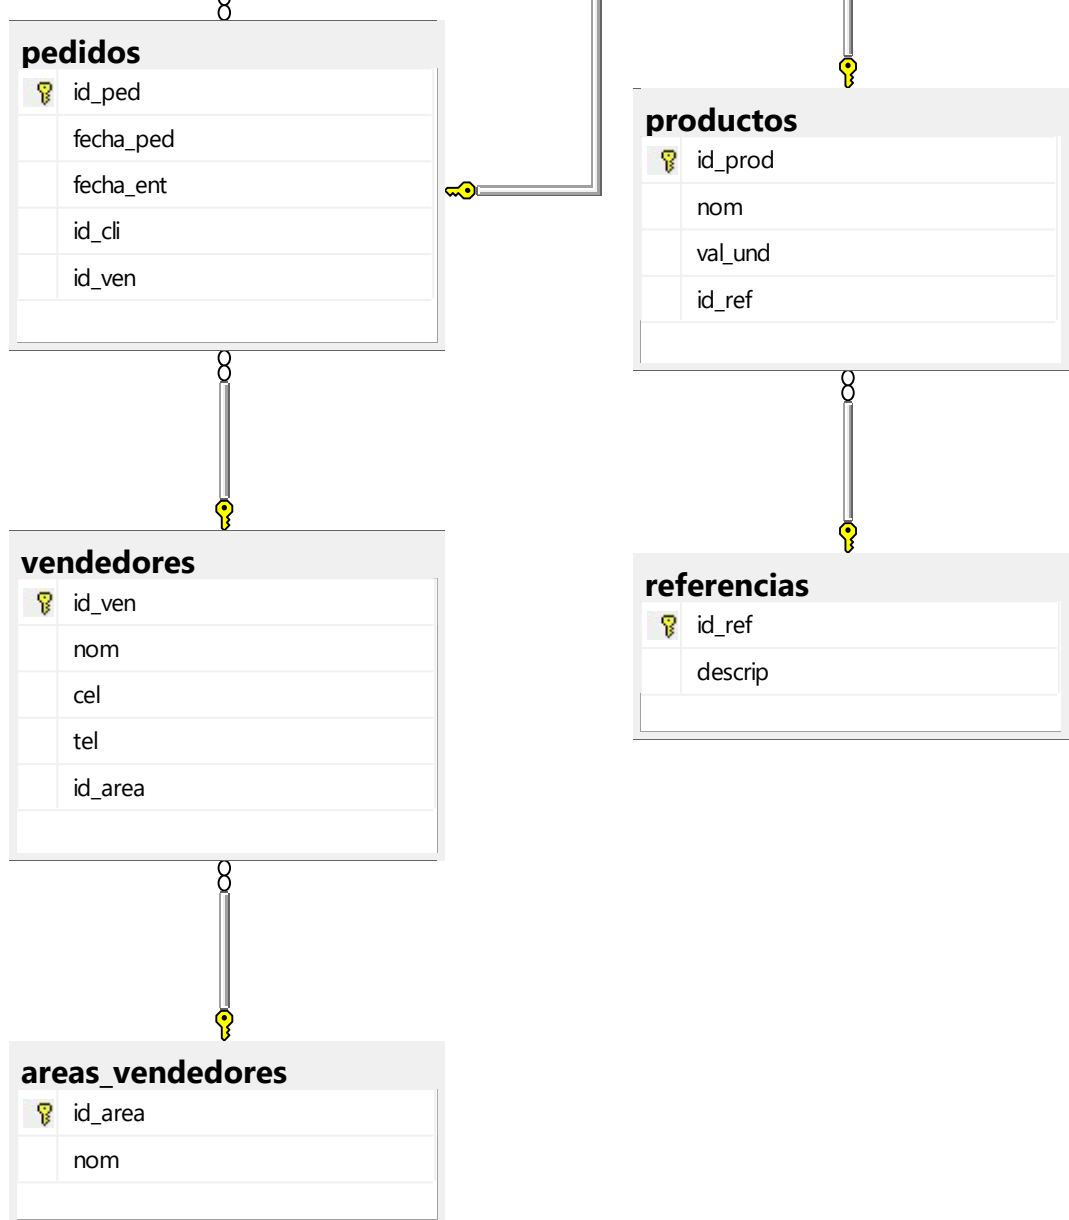 pedidos
id_ped
fecha_ped
fecha_ent
id_cli
id_ven
productos
id_prod
nom
val_und
id_ref
vendedores
id_ven
nom
cel
tel
id_area
referencias
id_ref
descrip
areas_vendedores
id_area
nom